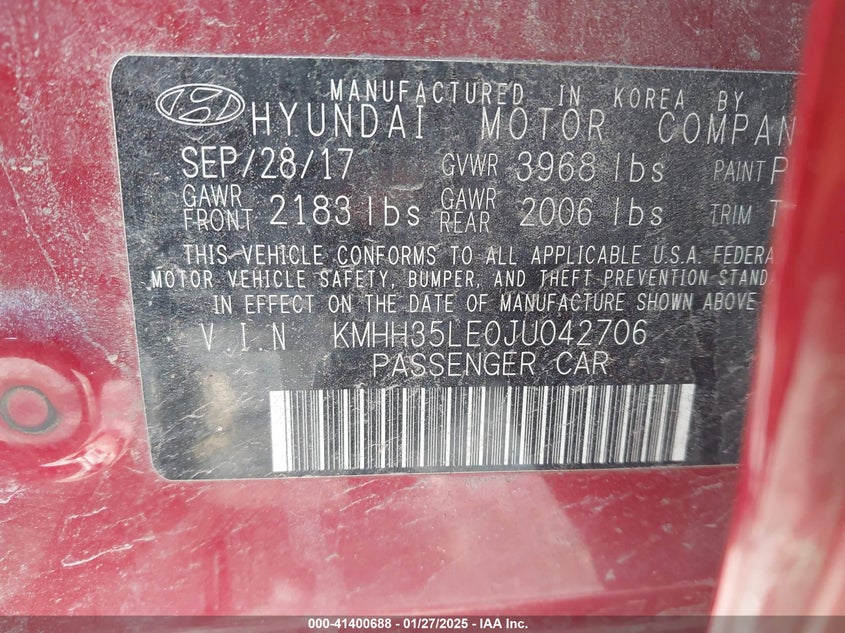 MANUFACTURED IN KOREA BY
HYUNDAI MOTOR COMPAN
SEP/28/17 GVWR 3968 lbs PAINT P
GAWR FRONT 2183 lbs GAWR REAR 2006 lbs TRIM T
THIS VEHICLE CONFORMS TO ALL APPLICABLE U.S.A. FEDERA
MOTOR VEHICLE SAFETY, BUMPER, AND THEFT PREVENTION STAND
IN EFFECT ON THE DATE OF MANUFACTURE SHOWN ABOVE
V.I.N KMHH35LE0JU042706
PASSENGER CAR
000-41400688 - 01/27/2025 - IAA Inc.